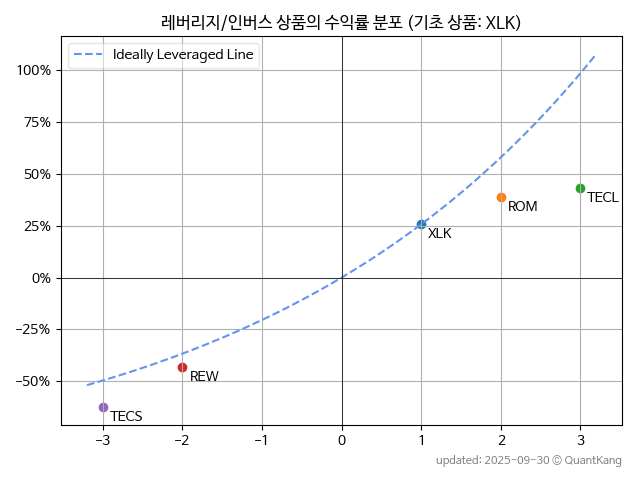 레버리지/인버스 상품의 수익률 분포 (기초 상품: XLK)
Ideally Leveraged Line
100%
75%
50%
25%
0%
−25%
−50%
TECL
ROM
XLK
REW
TECS
−3 −2 −1 0 1 2 3
updated: 2025-09-30 © QuantKang